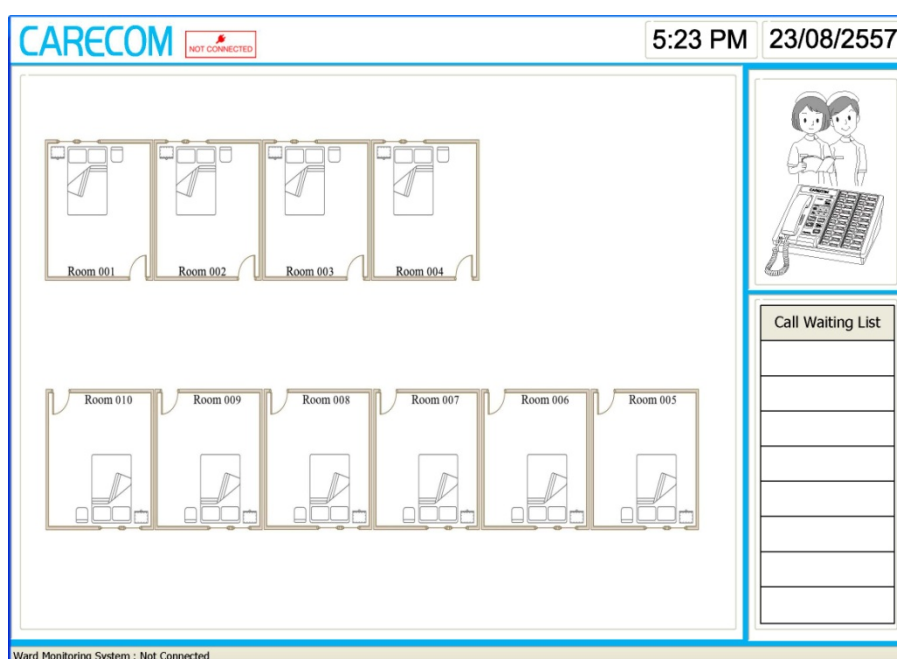 CARECOM
NOT CONNECTED
5:23 PM
23/08/2557
Room 001
Room 002
Room 003
Room 004
CARECOM
Call Waiting List
Room 010
Room 009
Room 008
Room 007
Room 006
Room 005
Ward Monitoring System : Not Connected